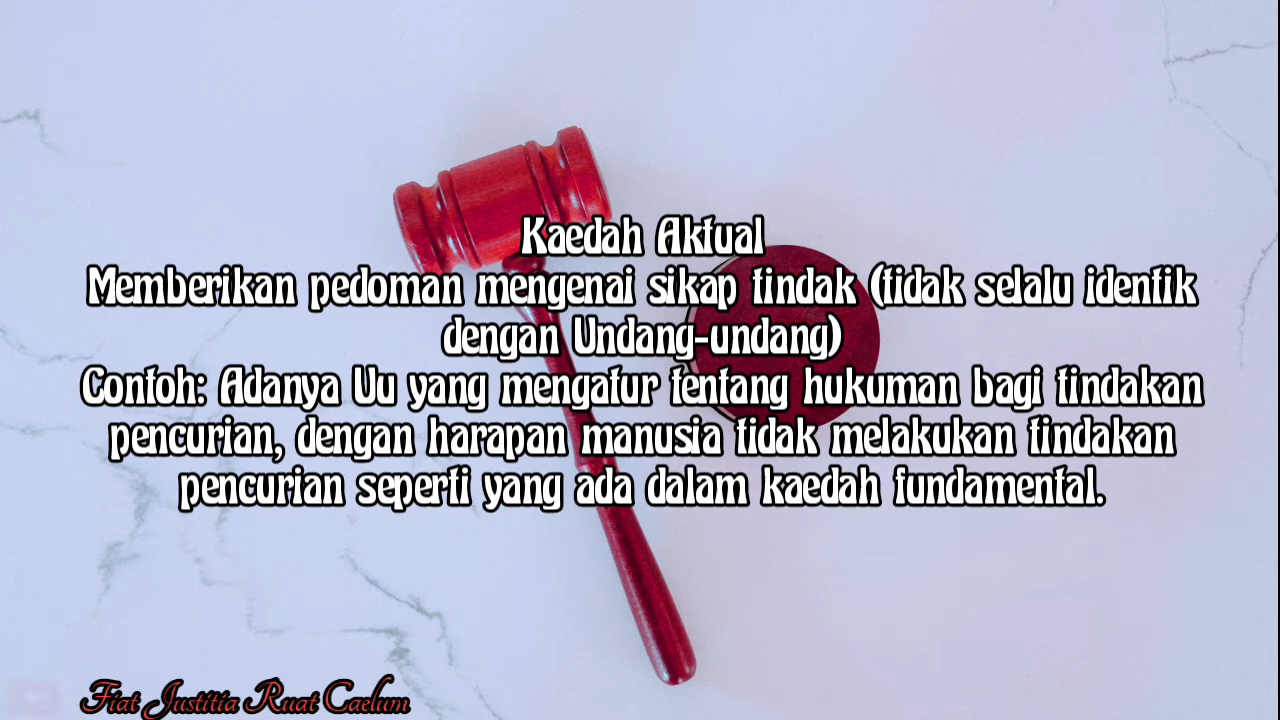 Kaedah Aktual
Memberikan pedoman mengenai sikap tindak (tidak selalu identik
dengan Undang-undang)
Contoh: Adanya Uu yang mengatur tentang hukuman bagi tindakan
pencurian, dengan harapan manusia tidak melakukan tindakan
pencurian seperti yang ada dalam kaedah fundamental.
Fiat Justitia Ruat Caelum